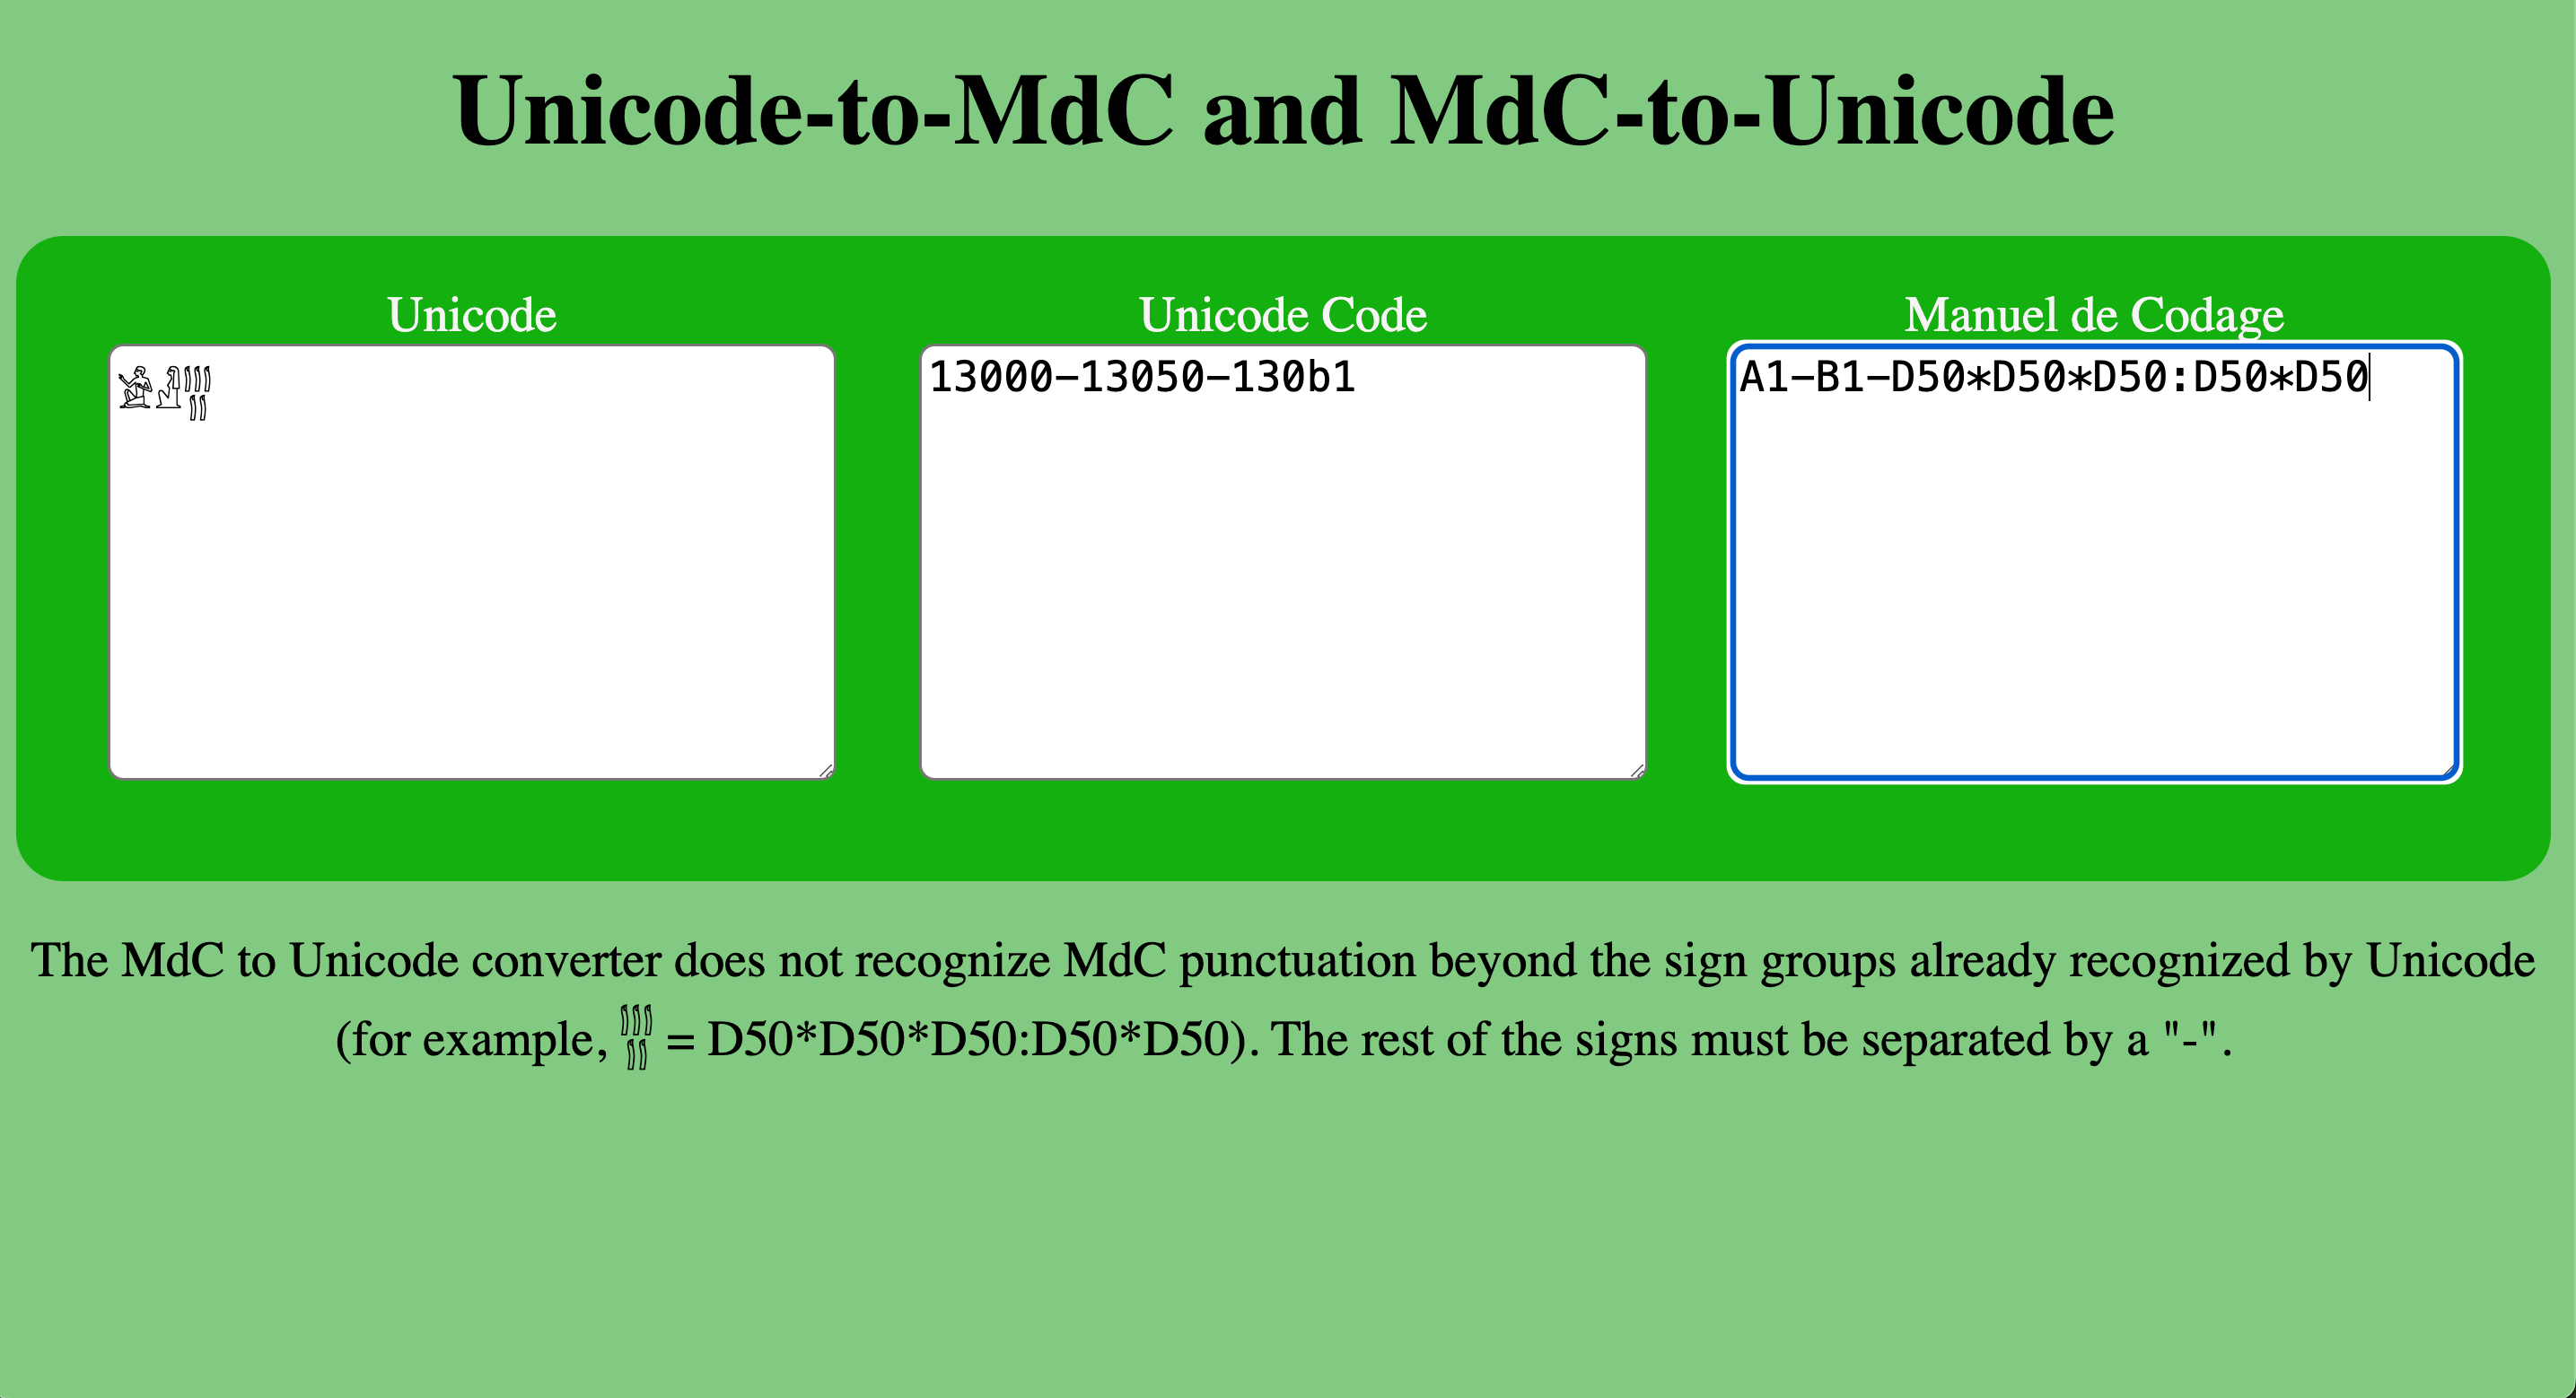 Unicode-to-MdC and MdC-to-Unicode
Unicode
𓀀𓁐𓂱
Unicode Code
13000-13050-130b1
Manuel de Codage
A1-B1-D50*D50*D50:D50*D50
The MdC to Unicode converter does not recognize MdC punctuation beyond the sign groups already recognized by Unicode
(for example, 𓂱 = D50*D50*D50:D50*D50). The rest of the signs must be separated by a "-".